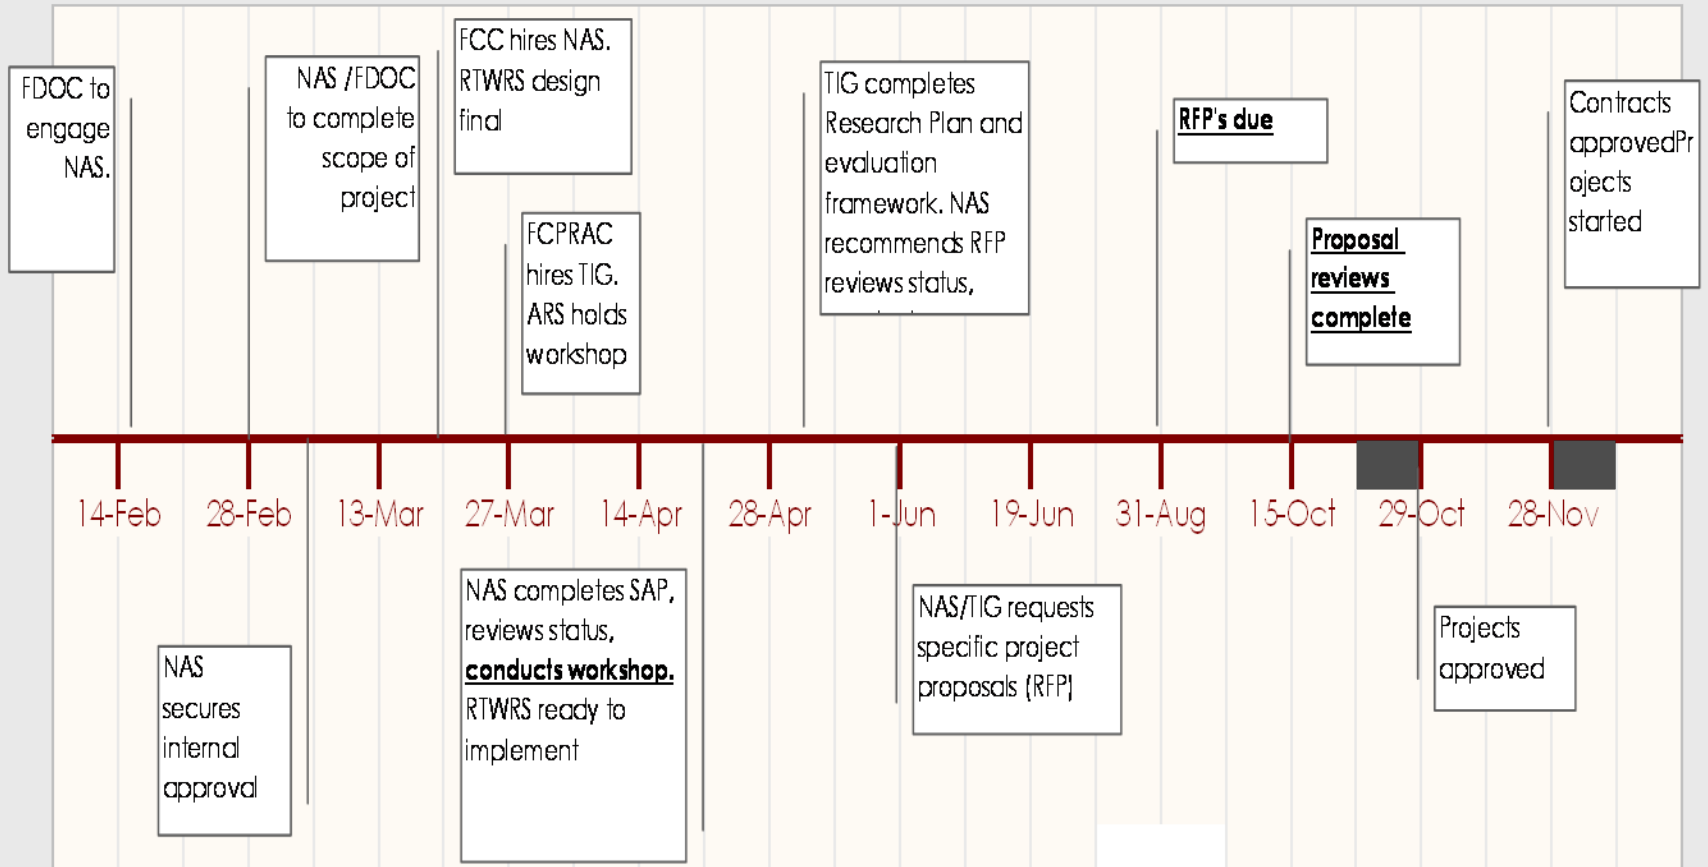 FDOC to
engage
NAS.
NAS /FDOC
to complete
scope of
project
FCC hires NAS.
RTWRS design
final
FCPRAC
hires TIG.
ARS holds
workshop
TIG completes
Research Plan and
evaluation
framework. NAS
recommends RFP
reviews status,
RFP's due
Proposal
reviews
complete
Contracts
approvedPr
ojects
started
14-Feb
28-Feb
13-Mar
27-Mar
14-Apr
28-Apr
1-Jun
19-Jun
31-Aug
15-Oct
29-Oct
28-Nov
NAS
secures
internal
approval
NAS completes SAP,
reviews status,
conducts workshop.
RTWRS ready to
implement
NAS/TIG requests
specific project
proposals (RFP)
Projects
approved